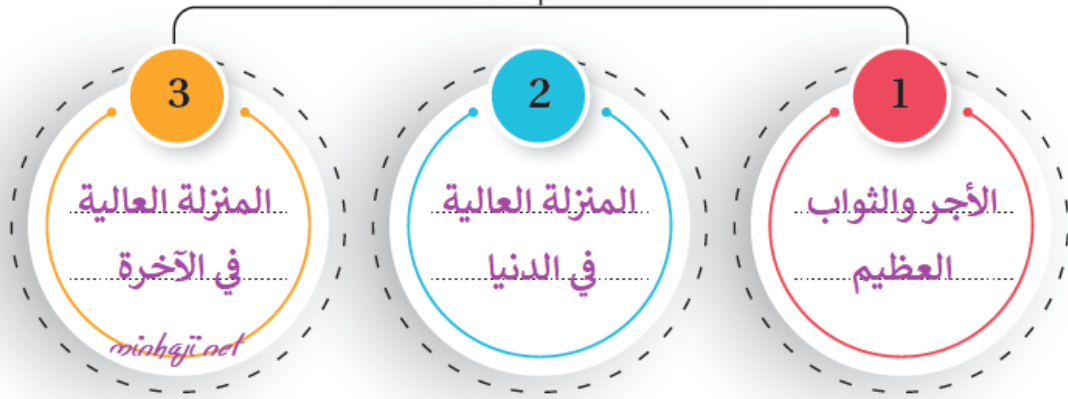 1
الأجر والثواب
العظيم
2
المنزلة العالية
في الدنيا
3
المنزلة العالية
في الآخرة
minhaji.net